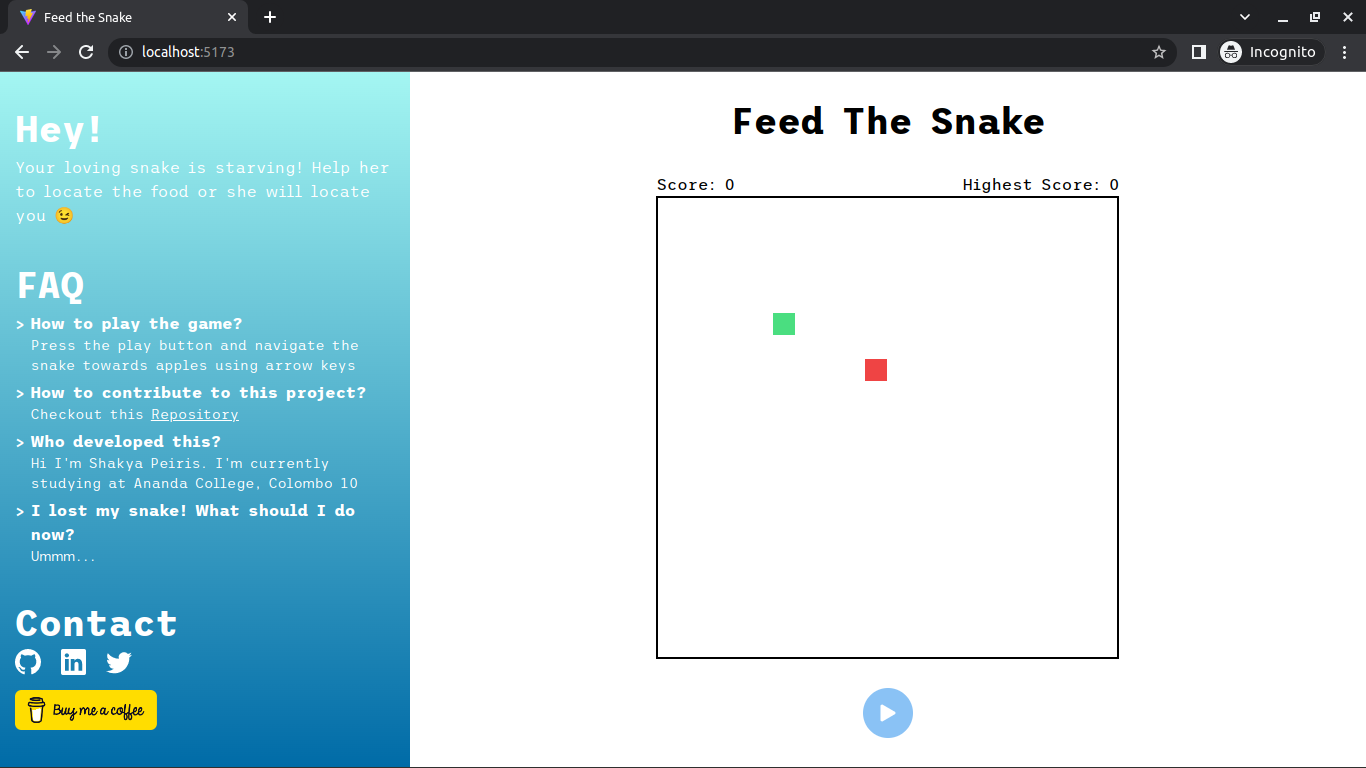 Feed the Snake
localhost:5173
Incognito
Hey!
Your loving snake is starving! Help her
to locate the food or she will locate
you 😉
FAQ
> How to play the game?
Press the play button and navigate the
snake towards apples using arrow keys
> How to contribute to this project?
Checkout this Repository
> Who developed this?
Hi I'm Shakya Peiris. I'm currently
studying at Ananda College, Colombo 10
> I lost my snake! What should I do
now?
Ummm...
Contact
Buy me a coffee
Feed The Snake
Score: 0
Highest Score: 0